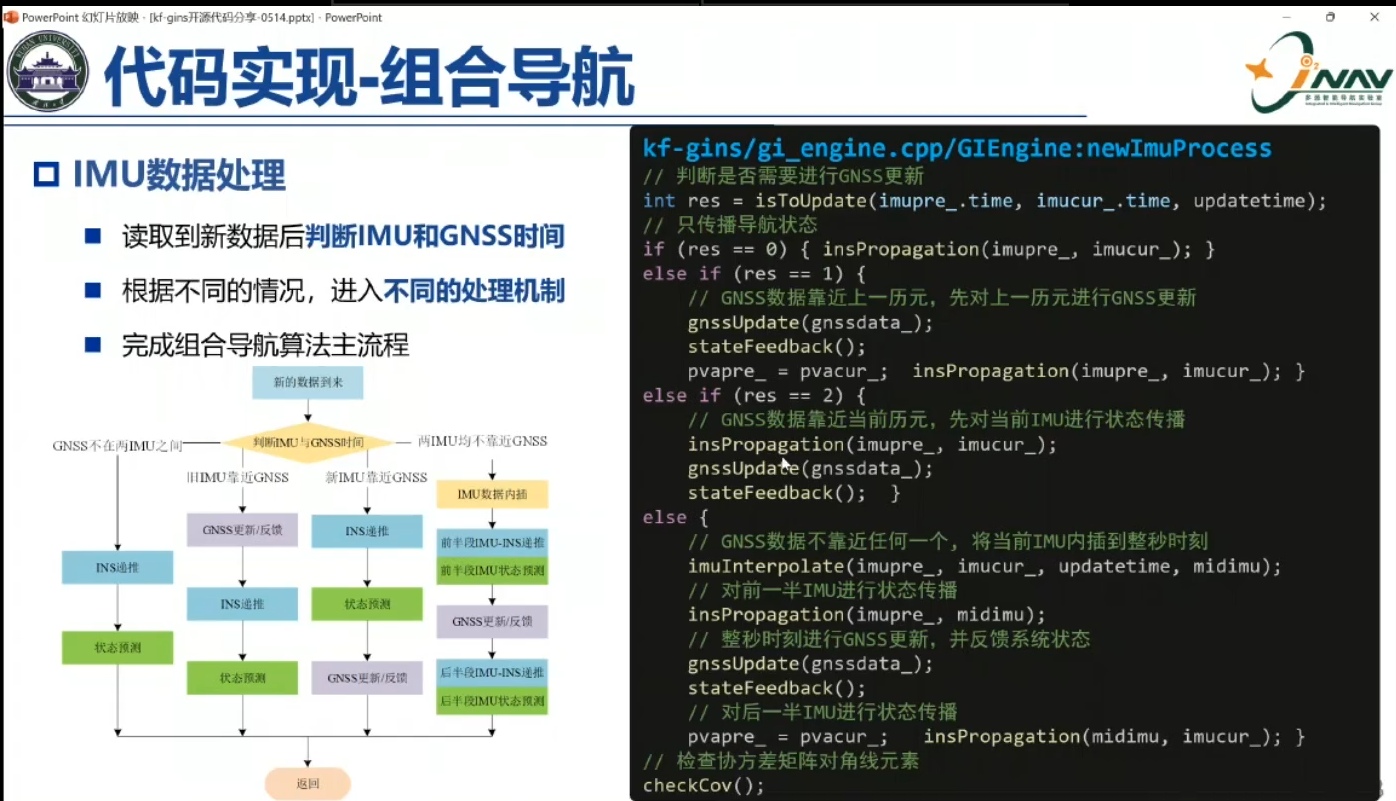 PowerPoint 幻灯片放映 - [kf-gins开源代码分享-0514.pptx] - PowerPoint
代码实现-组合导航
WUHAN UNIVERSITY
i2NAV
IMU数据处理
读取到新数据后判断IMU和GNSS时间
根据不同的情况，进入不同的处理机制
完成组合导航算法主流程
新的数据到来
判断IMU与GNSS时间
GNSS不在两IMU之间
旧IMU靠近GNSS
新IMU靠近GNSS
两IMU均不靠近GNSS
INS递推
状态预测
GNSS更新/反馈
INS递推
状态预测
INS递推
状态预测
GNSS更新/反馈
IMU数据内插
前半段IMU-INS递推
前半段IMU状态预测
GNSS更新/反馈
后半段IMU-INS递推
后半段IMU状态预测
返回
kf-gins/gi_engine.cpp/GIEngine:newImuProcess
// 判断是否需要进行GNSS更新
int res = isToUpdate(imupre_.time, imucur_.time, updatetime);
// 只传播导航状态
if (res == 0) { insPropagation(imupre_, imucur_); }
else if (res == 1) {
// GNSS数据靠近上一历元，先对上一历元进行GNSS更新
gnssUpdate(gnssdata_);
stateFeedback();
pvapre_ = pvacur_; insPropagation(imupre_, imucur_); }
else if (res == 2) {
// GNSS数据靠近当前历元，先对当前IMU进行状态传播
insPropagation(imupre_, imucur_);
gnssUpdate(gnssdata_);
stateFeedback(); }
else {
// GNSS数据不靠近任何一个, 将当前IMU内插到整秒时刻
imuInterpolate(imupre_, imucur_, updatetime, midimu);
// 对前一半IMU进行状态传播
insPropagation(imupre_, midimu);
// 整秒时刻进行GNSS更新，并反馈系统状态
gnssUpdate(gnssdata_);
stateFeedback();
// 对后一半IMU进行状态传播
pvapre_ = pvacur_; insPropagation(midimu, imucur_); }
// 检查协方差矩阵对角线元素
checkCov();